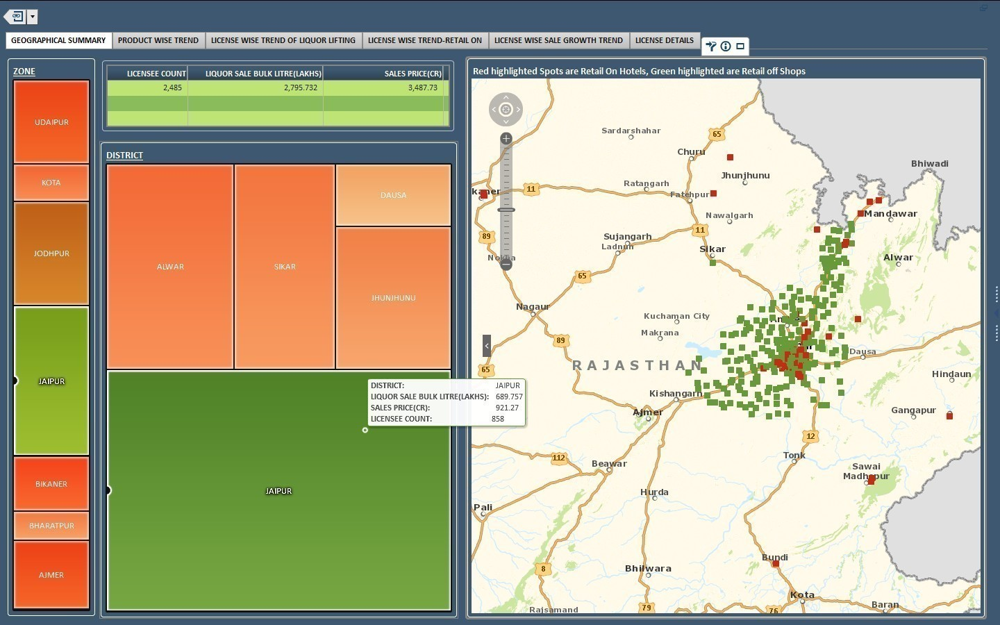 GEOGRAPHICAL SUMMARY PRODUCT WISE TREND LICENSE WISE TREND OF LIQUOR LIFTING LICENSE WISE TREND-RETAIL ON LICENSE WISE SALE GROWTH TREND LICENSE DETAILS
ZONE
UDAIPUR
KOTA
JODHPUR
JAIPUR
BIKANER
BHARATPUR
AJMER
LICENSEE COUNT LIQUOR SALE BULK LITRE(LAKHS) SALES PRICE(CR)
2,485 2,795.732 3,487.73
DISTRICT
ALWAR
SIKAR
DAUSA
JHUNJHUNU
JAIPUR
DISTRICT: JAIPUR
LIQUOR SALE BULK LITRE(LAKHS): 689.757
SALES PRICE(CR): 921.27
LICENSEE COUNT: 858
Red highlighted Spots are Retail On Hotels, Green highlighted are Retail off Shops
Sardarshahar
65
Churu
Bhiwadi
Jhunjhunu
Ratangarh
11
kaner
Fatehpur
Nawalgarh
Mandawar
89
11
Sujangarh
Ladnun
Sikar
Alwar
65
Nagaur
Kuchaman City
Makrana
89
Dausa
RAJASTHAN
65
Hindaun
Kishangarh
Ajmer
Gangapur
12
112
Tonk
Beawar
Sawai
Madhopur
Hurda
Pali
Bundi
8
Bhilwara
Kota
79
76
Baran
Rajsamand